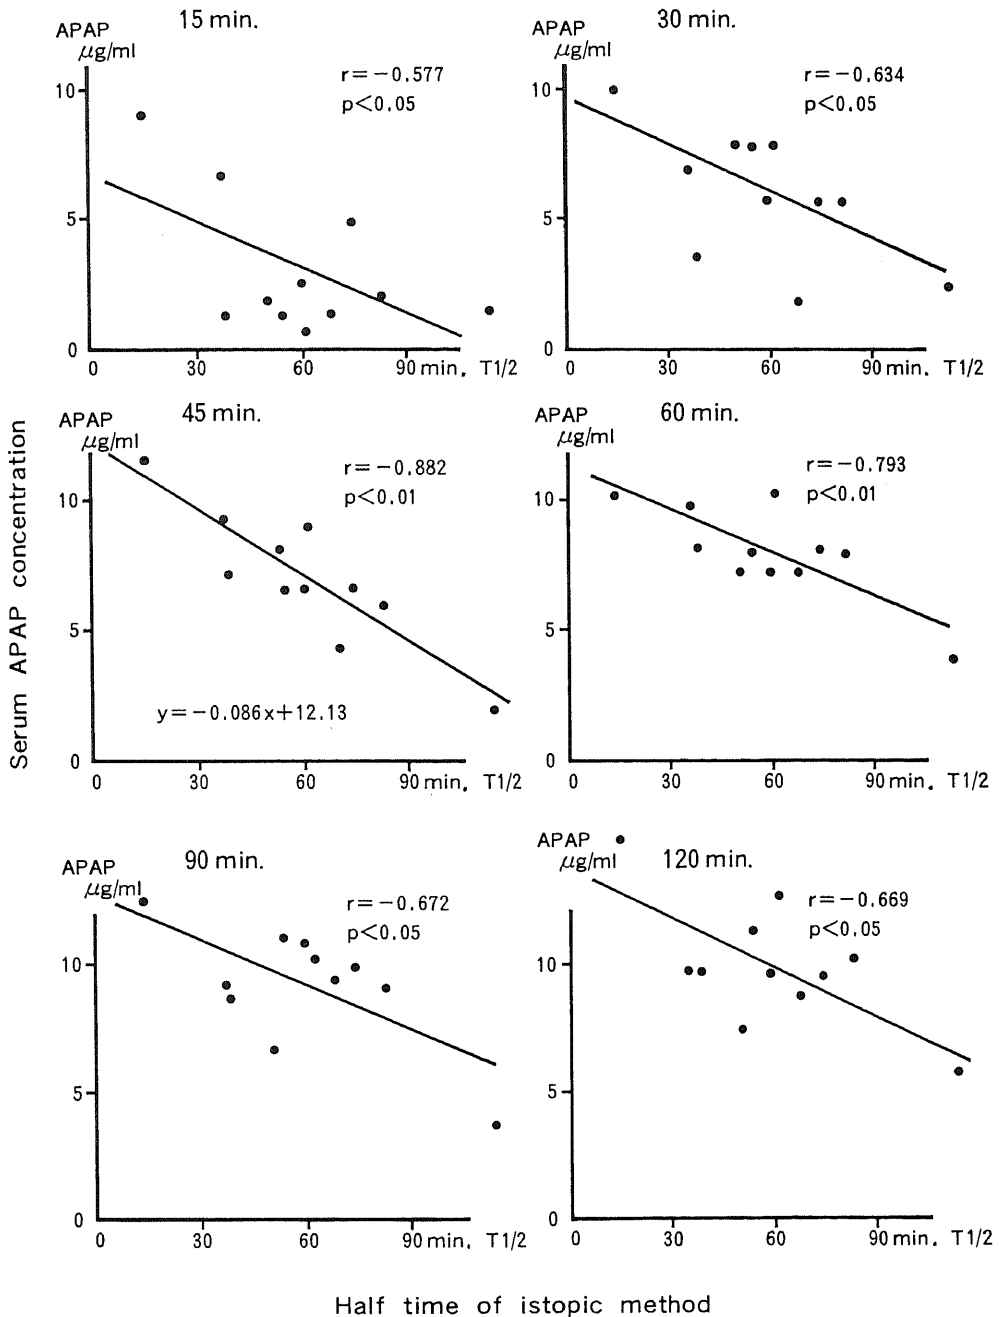 15 min.
APAP
μg/ml
r=−0.577
p<0.05
10
5
0
0 30 60 90 min. T1/2
30 min.
APAP
μg/ml
r=−0.634
p<0.05
10
5
0
0 30 60 90 min. T1/2
Serum APAP concentration
45 min.
APAP
μg/ml
r=−0.882
p<0.01
10
5
y=−0.086x+12.13
0
0 30 60 90 min. T1/2
60 min.
APAP
μg/ml
r=−0.793
p<0.01
10
5
0
0 30 60 90 min. T1/2
90 min.
APAP
μg/ml
r=−0.672
p<0.05
10
5
0
0 30 60 90 min. T1/2
120 min.
APAP
μg/ml
r=−0.669
p<0.05
10
5
0
0 30 60 90 min. T1/2
Half time of istopic method